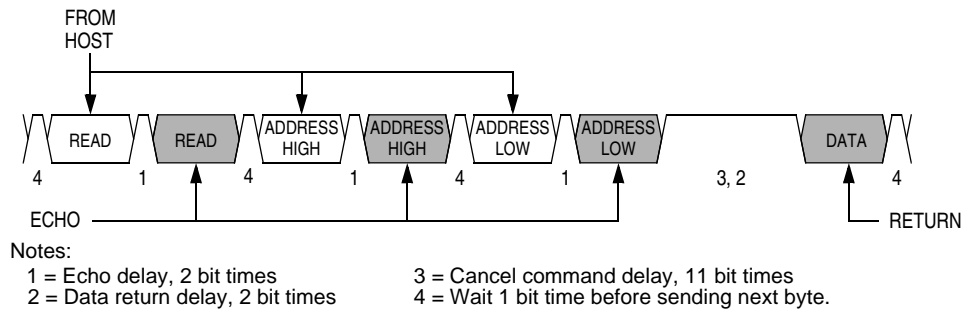 FROM
HOST
READ READ ADDRESS HIGH ADDRESS HIGH ADDRESS LOW ADDRESS LOW DATA
4 1 4 1 4 1 3, 2 4
ECHO RETURN
Notes:
1 = Echo delay, 2 bit times 3 = Cancel command delay, 11 bit times
2 = Data return delay, 2 bit times 4 = Wait 1 bit time before sending next byte.